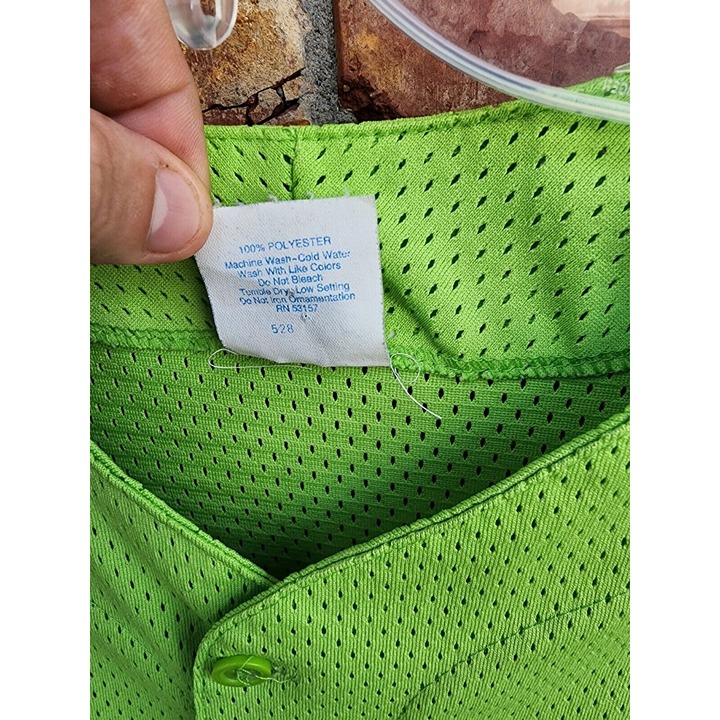 100% POLYESTER
Machine Wash-Cold Water
Wash With Like Colors
Do Not Bleach
Tumble Dry-Low Setting
Do Not Iron Ornamentation
RN 53157
528